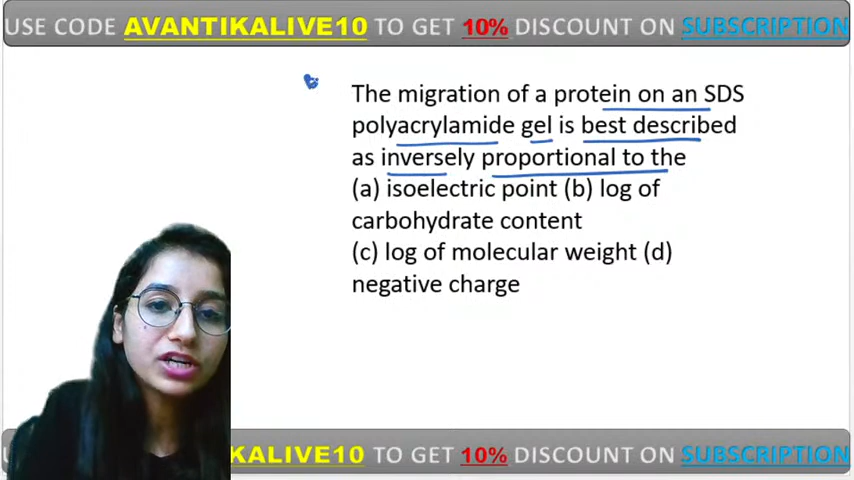 USE CODE AVANTIKALIVE10 TO GET 10% DISCOUNT ON SUBSCRIPTION
The migration of a protein on an SDS
polyacrylamide gel is best described
as inversely proportional to the
(a) isoelectric point (b) log of
carbohydrate content
(c) log of molecular weight (d)
negative charge
KALIVE10 TO GET 10% DISCOUNT ON SUBSCRIPTION